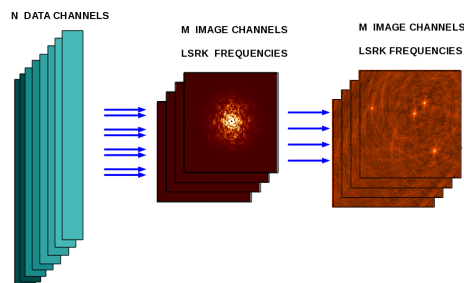 N DATA CHANNELS
M IMAGE CHANNELS
LSRK FREQUENCIES
M IMAGE CHANNELS
LSRK FREQUENCIES